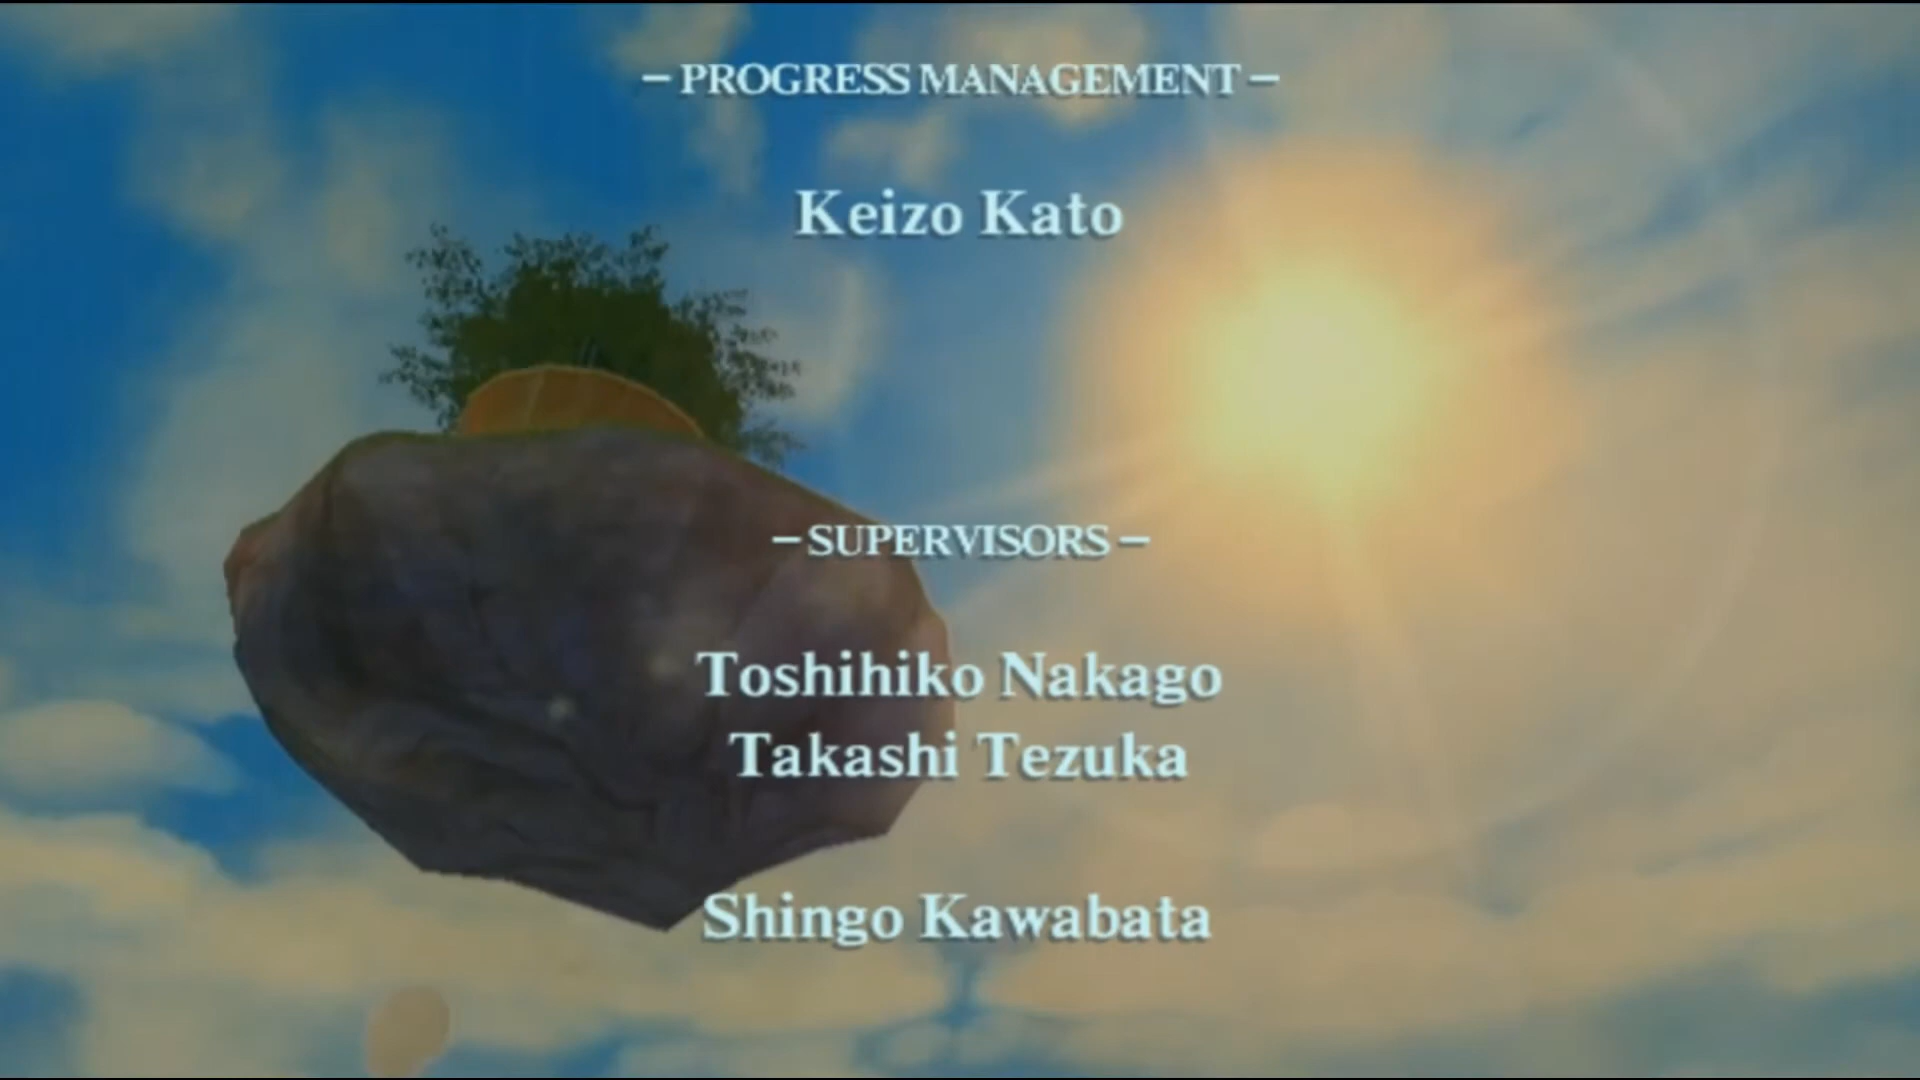 – PROGRESS MANAGEMENT –
Keizo Kato
– SUPERVISORS –
Toshihiko Nakago
Takashi Tezuka
Shingo Kawabata